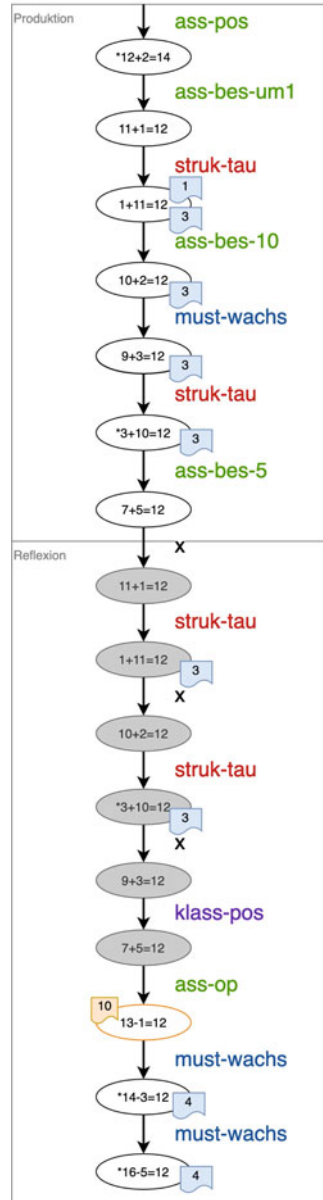 Produktion
ass-pos
*12+2=14
ass-bes-um1
11+1=12
struk-tau
1
1+11=12
3
ass-bes-10
10+2=12
3
must-wachs
9+3=12
3
struk-tau
*3+10=12
3
ass-bes-5
7+5=12
x
Reflexion
11+1=12
struk-tau
1+11=12
3
x
10+2=12
struk-tau
*3+10=12
3
x
9+3=12
klass-pos
7+5=12
ass-op
10
13-1=12
must-wachs
*14-3=12
4
must-wachs
*16-5=12
4